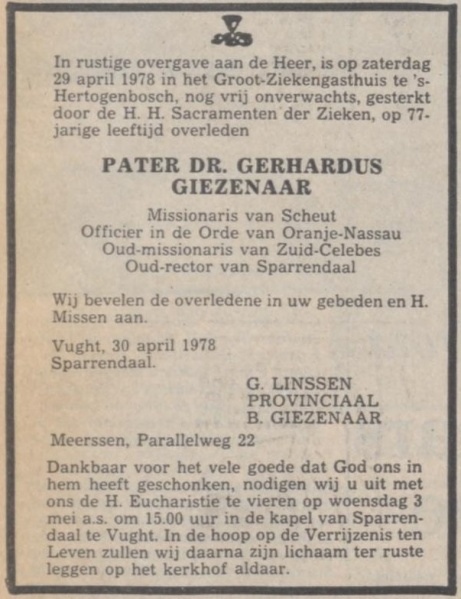 In rustige overgave aan de Heer, is op zaterdag
29 april 1978 in het Groot-Ziekengasthuis te 's-
Hertogenbosch, nog vrij onverwachts, gesterkt
door de H. H. Sacramenten der Zieken, op 77-
jarige leeftijd overleden
PATER DR. GERHARDUS
GIEZENAAR
Missionaris van Scheut
Officier in de Orde van Oranje-Nassau
Oud-missionaris van Zuid-Celebes
Oud-rector van Sparrendaal
Wij bevelen de overledene in uw gebeden en H.
Missen aan.
Vught, 30 april 1978
Sparrendaal.
G. LINSSEN
PROVINCIAAL
B. GIEZENAAR
Meerssen, Parallelweg 22
Dankbaar voor het vele goede dat God ons in
hem heeft geschonken, nodigen wij u uit met
ons de H. Eucharistie te vieren op woensdag 3
mei a.s. om 15.00 uur in de kapel van Sparren-
daal te Vught. In de hoop op de Verrijzenis ten
Leven zullen wij daarna zijn lichaam ter ruste
leggen op het kerkhof aldaar.